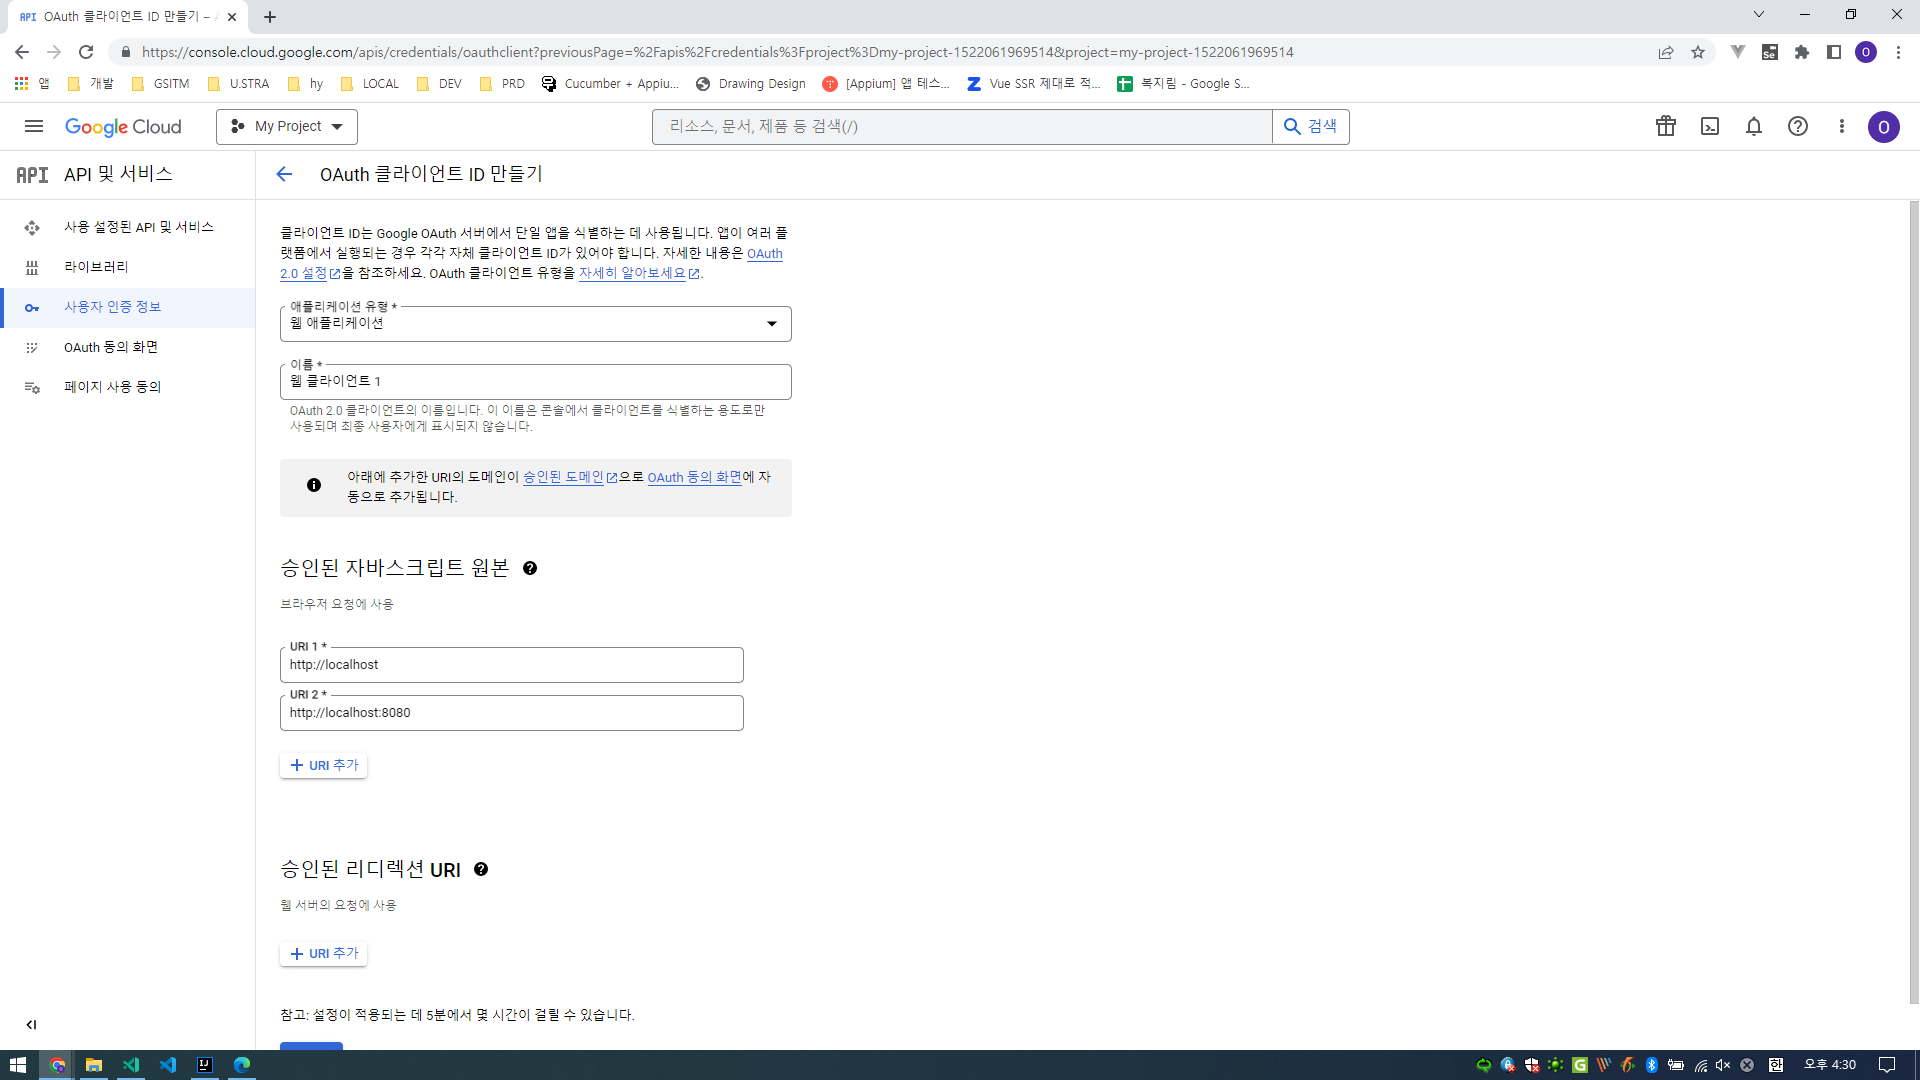 API OAuth 클라이언트 ID 만들기 –
https://console.cloud.google.com/apis/credentials/oauthclient?previousPage=%2Fapis%2Fcredentials%3Fproject%3Dmy-project-1522061969514&project=my-project-1522061969514
O
앱 개발 GSITM U.STRA hy LOCAL DEV PRD Cucumber + Appiu... Drawing Design [Appium] 앱 테스... Vue SSR 제대로 적... 복지림 - Google S...
Google Cloud My Project 리소스, 문서, 제품 등 검색(/) 검색 O
API API 및 서비스
사용 설정된 API 및 서비스
라이브러리
사용자 인증 정보
OAuth 동의 화면
페이지 사용 동의
OAuth 클라이언트 ID 만들기
클라이언트 ID는 Google OAuth 서버에서 단일 앱을 식별하는 데 사용됩니다. 앱이 여러 플
랫폼에서 실행되는 경우 각각 자체 클라이언트 ID가 있어야 합니다. 자세한 내용은 OAuth
2.0 설정을 참조하세요. OAuth 클라이언트 유형을 자세히 알아보세요.
애플리케이션 유형 *
웹 애플리케이션
이름 *
웹 클라이언트 1
OAuth 2.0 클라이언트의 이름입니다. 이 이름은 콘솔에서 클라이언트를 식별하는 용도로만
사용되며 최종 사용자에게 표시되지 않습니다.
아래에 추가한 URI의 도메인이 승인된 도메인으로 OAuth 동의 화면에 자
동으로 추가됩니다.
승인된 자바스크립트 원본
브라우저 요청에 사용
URI 1 *
http://localhost
URI 2 *
http://localhost:8080
+ URI 추가
승인된 리디렉션 URI
웹 서버의 요청에 사용
+ URI 추가
참고: 설정이 적용되는 데 5분에서 몇 시간이 걸릴 수 있습니다.
한 오후 4:30